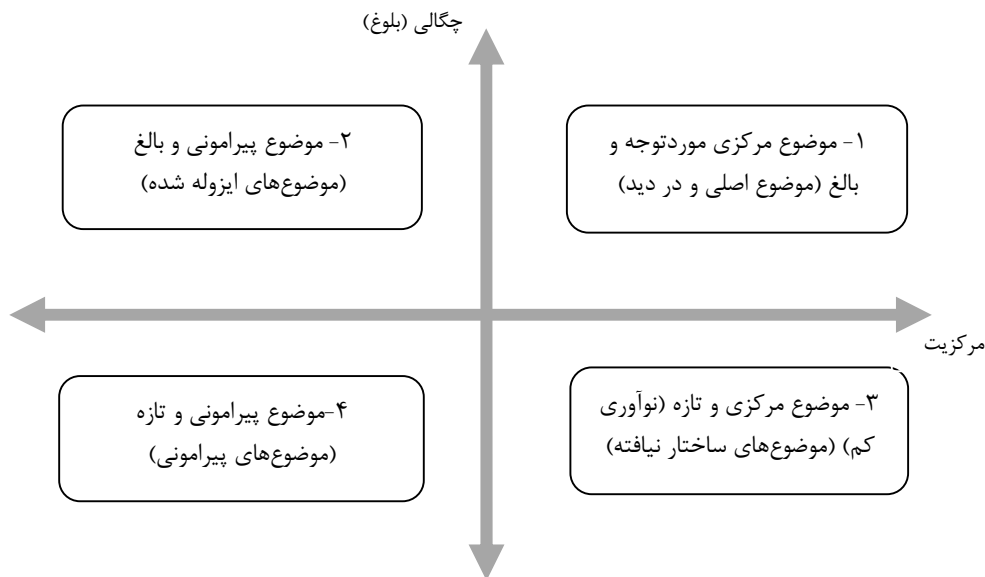 چگالی (بلوغ)
۱- موضوع مرکزی موردتوجه و
بالغ (موضوع اصلی و در دید)
۲- موضوع پیرامونی و بالغ
(موضوع‌های ایزوله شده)
مرکزیت
۳- موضوع مرکزی و تازه (نوآوری
کم) (موضوع‌های ساختار نیافته)
۴-موضوع پیرامونی و تازه
(موضوع‌های پیرامونی)